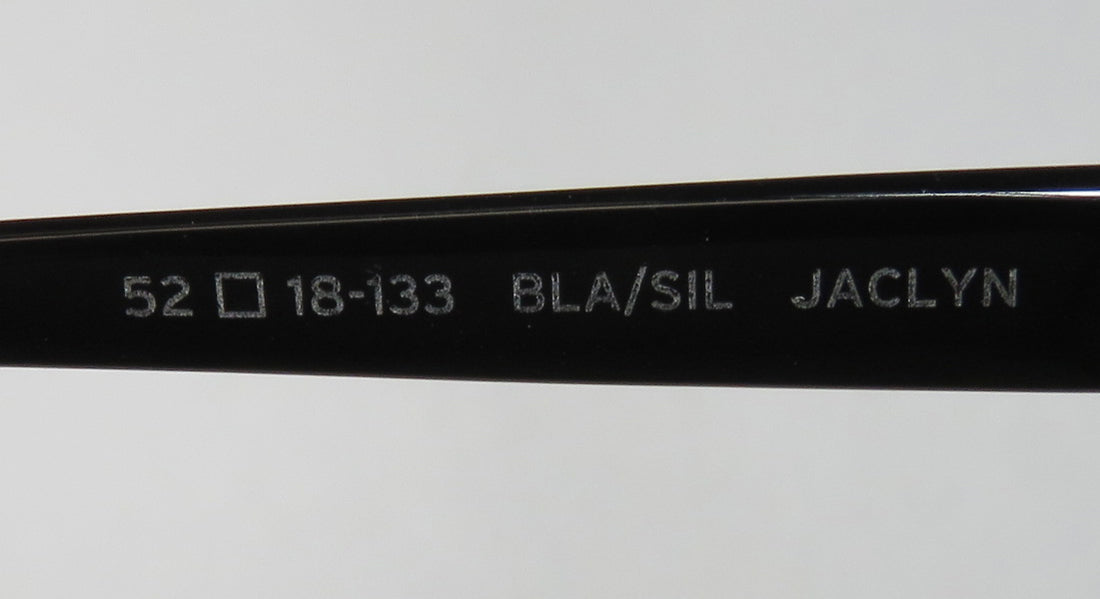 52 □ 18-133 BLA/SIL JACLYN